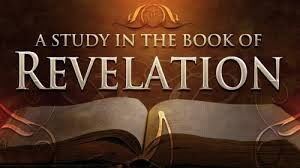 A STUDY IN THE BOOK OF
REVELATION